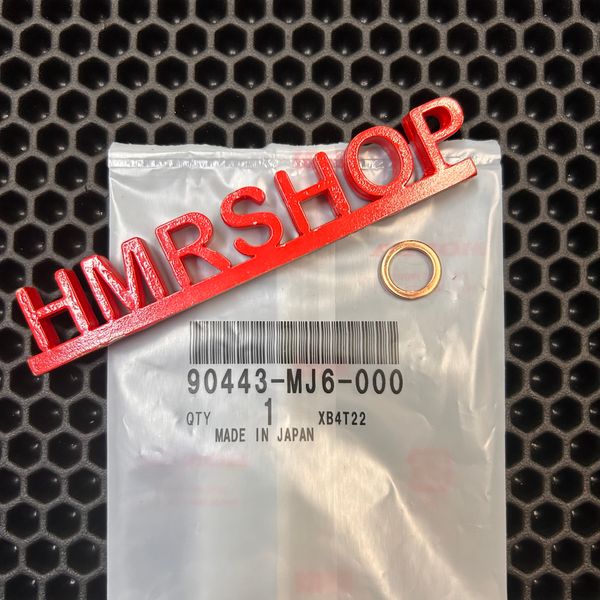 HMRSHOP
90443-MJ6-000
QTY 1 XB4T22
MADE IN JAPAN